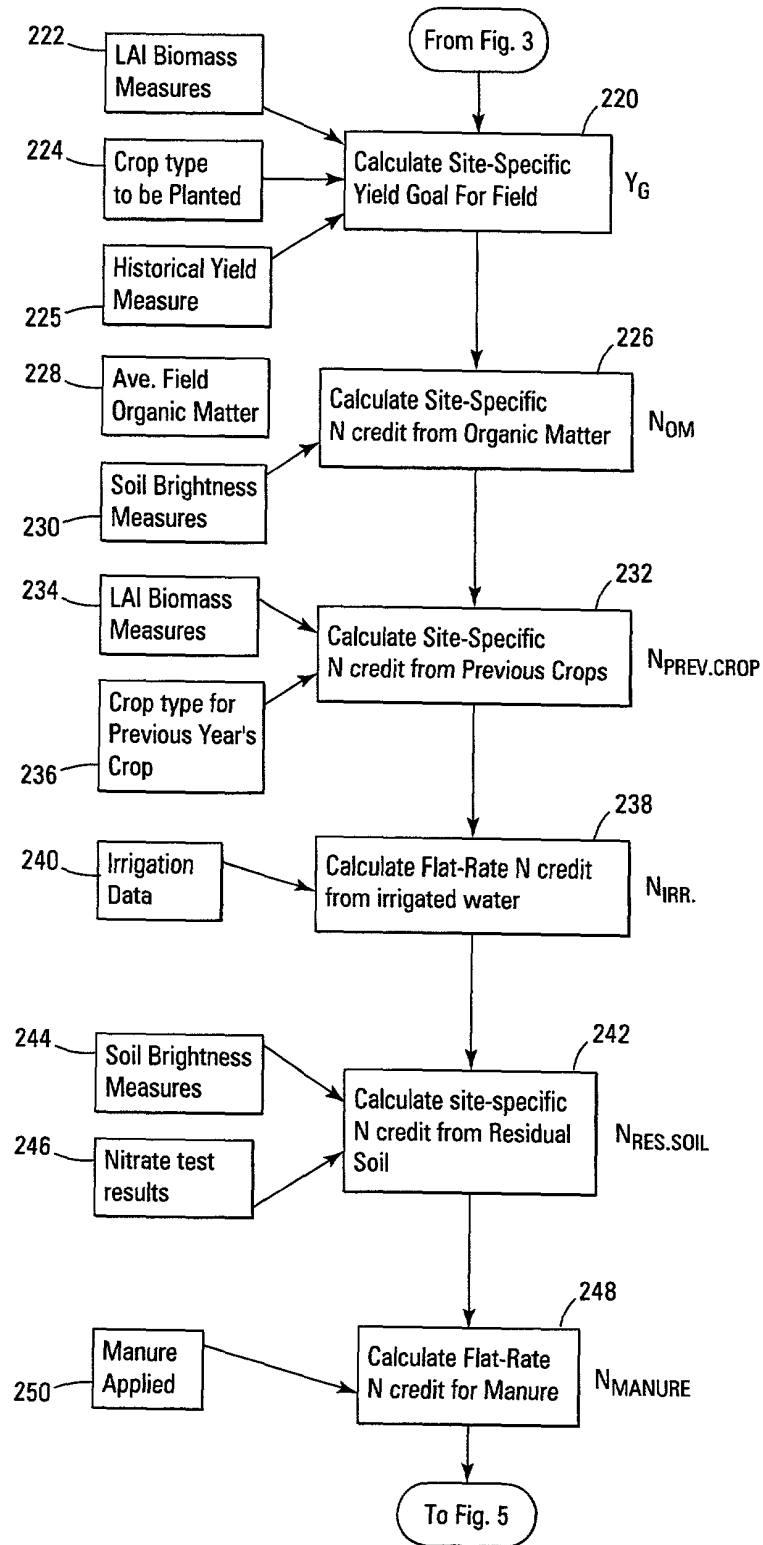 From Fig. 3
222
LAI Biomass
Measures
220
224
Crop type
to be Planted
Calculate Site-Specific
Yield Goal For Field
YG
225
Historical Yield
Measure
226
228
Ave. Field
Organic Matter
Calculate Site-Specific
N credit from Organic Matter
NOM
230
Soil Brightness
Measures
232
234
LAI Biomass
Measures
Calculate Site-Specific
N credit from Previous Crops
NPREV.CROP
236
Crop type for
Previous Year's
Crop
238
240
Irrigation
Data
Calculate Flat-Rate N credit
from irrigated water
NIRR.
242
244
Soil Brightness
Measures
Calculate site-specific
N credit from Residual
Soil
NRES.SOIL
246
Nitrate test
results
248
250
Manure
Applied
Calculate Flat-Rate
N credit for Manure
NMANURE
To Fig. 5